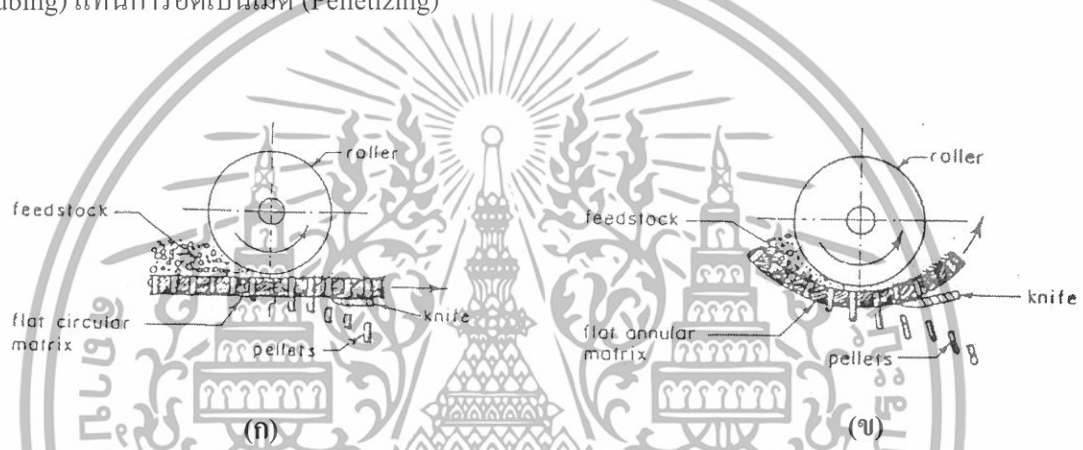 แทนการอัดเป็นเม็ด (Pelletizing)
roller
feedstock
knife
flat circular
matrix
pellets
(ก)
roller
feedstock
knife
flat annular
matrix
pellets
(ข)